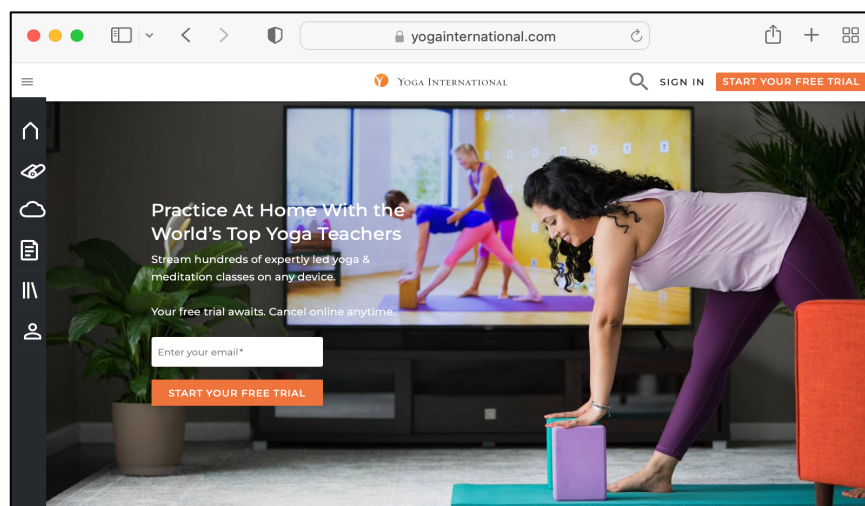 yogainternational.com
YOGA INTERNATIONAL
SIGN IN
START YOUR FREE TRIAL
Practice At Home With the
World's Top Yoga Teachers
Stream hundreds of expertly led yoga &
meditation classes on any device.
Your free trial awaits. Cancel online anytime.
Enter your email*
START YOUR FREE TRIAL